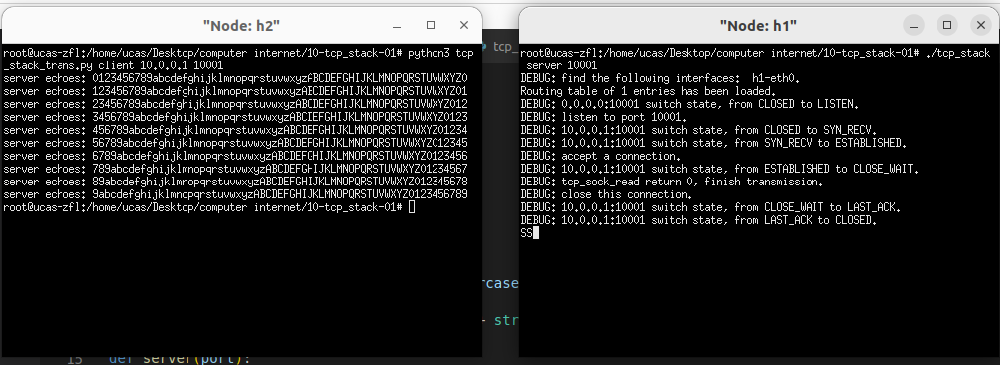 "Node: h2"
root@ucas-zfl:/home/ucas/Desktop/computer internet/10-tcp_stack-01# python3 tcp
_stack_trans.py client 10.0.0.1 10001
server echoes: 0123456789abcdefghijklmnopqrstuvwxyzABCDEFGHIJKLMNOPQRSTUVWXYZ0
server echoes: 123456789abcdefghijklmnopqrstuvwxyzABCDEFGHIJKLMNOPQRSTUVWXYZ01
server echoes: 23456789abcdefghijklmnopqrstuvwxyzABCDEFGHIJKLMNOPQRSTUVWXYZ012
server echoes: 3456789abcdefghijklmnopqrstuvwxyzABCDEFGHIJKLMNOPQRSTUVWXYZ0123
server echoes: 456789abcdefghijklmnopqrstuvwxyzABCDEFGHIJKLMNOPQRSTUVWXYZ01234
server echoes: 56789abcdefghijklmnopqrstuvwxyzABCDEFGHIJKLMNOPQRSTUVWXYZ012345
server echoes: 6789abcdefghijklmnopqrstuvwxyzABCDEFGHIJKLMNOPQRSTUVWXYZ0123456
server echoes: 789abcdefghijklmnopqrstuvwxyzABCDEFGHIJKLMNOPQRSTUVWXYZ01234567
server echoes: 89abcdefghijklmnopqrstuvwxyzABCDEFGHIJKLMNOPQRSTUVWXYZ012345678
server echoes: 9abcdefghijklmnopqrstuvwxyzABCDEFGHIJKLMNOPQRSTUVWXYZ0123456789
root@ucas-zfl:/home/ucas/Desktop/computer internet/10-tcp_stack-01#
"Node: h1"
root@ucas-zfl:/home/ucas/Desktop/computer internet/10-tcp_stack-01# ./tcp_stack
server 10001
DEBUG: find the following interfaces:  h1-eth0.
Routing table of 1 entries has been loaded.
DEBUG: 0.0.0.0:10001 switch state, from CLOSED to LISTEN.
DEBUG: listen to port 10001.
DEBUG: 10.0.0.1:10001 switch state, from CLOSED to SYN_RECV.
DEBUG: 10.0.0.1:10001 switch state, from SYN_RECV to ESTABLISHED.
DEBUG: accept a connection.
DEBUG: 10.0.0.1:10001 switch state, from ESTABLISHED to CLOSE_WAIT.
DEBUG: tcp_sock_read return 0, finish transmission.
DEBUG: close this connection.
DEBUG: 10.0.0.1:10001 switch state, from CLOSE_WAIT to LAST_ACK.
DEBUG: 10.0.0.1:10001 switch state, from LAST_ACK to CLOSED.
SS
tcp_
rcase
str
15 def server(port):